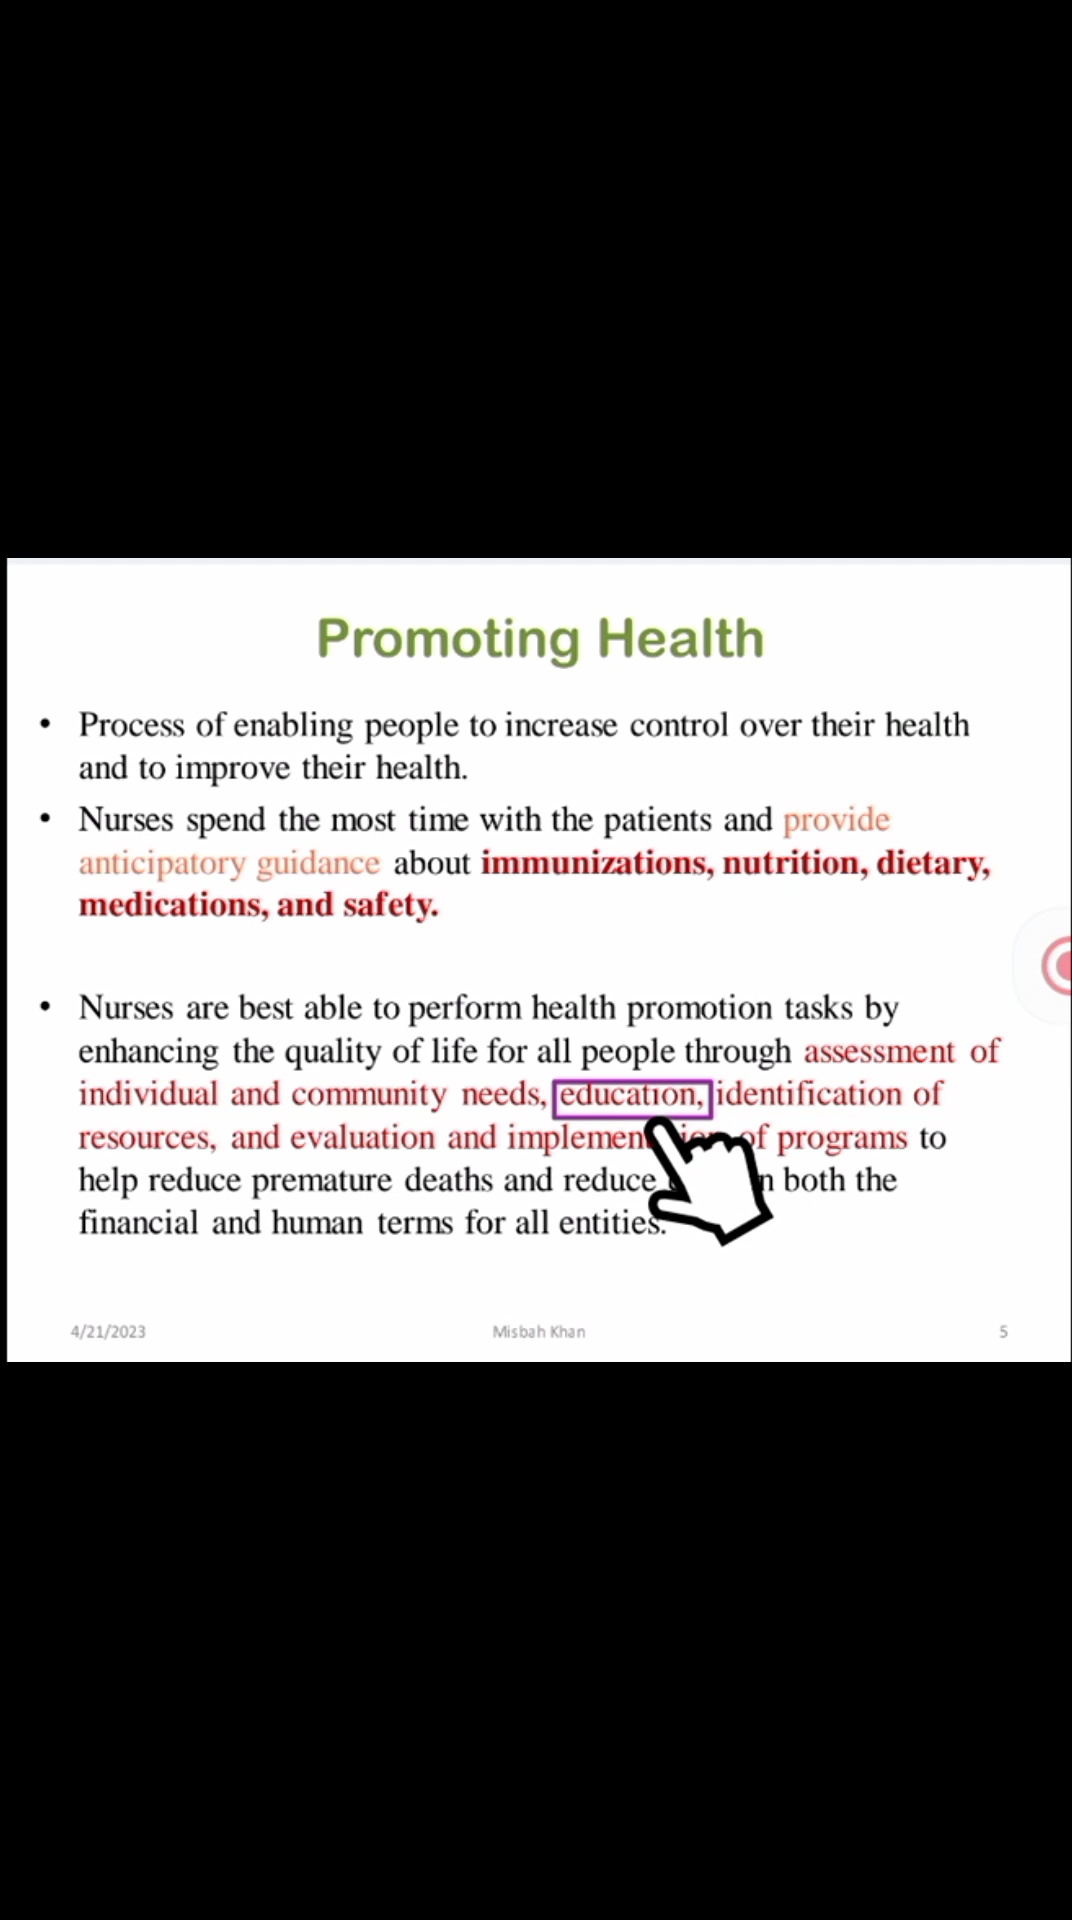 Promoting Health
• Process of enabling people to increase control over their health
and to improve their health.
• Nurses spend the most time with the patients and provide
anticipatory guidance about immunizations, nutrition, dietary,
medications, and safety.
• Nurses are best able to perform health promotion tasks by
enhancing the quality of life for all people through assessment of
individual and community needs, education, identification of
resources, and evaluation and of programs to
help reduce premature deaths and reduce both the
financial and human terms for all entities.
4/21/2023 Misbah Khan 5